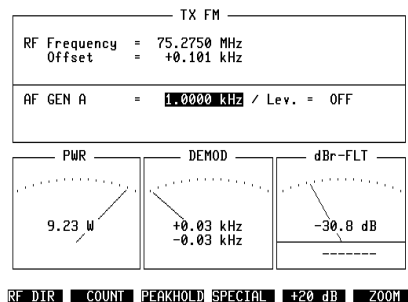 TX FM
RF Frequency = 75.2750 MHz
Offset = +0.101 kHz
AF GEN A = 1.0000 kHz / Lev. = OFF
PWR DEMOD dBr-FLT
9.23 W +0.03 kHz -30.8 dB
-0.03 kHz
-------
RF DIR COUNT PEAKHOLD SPECIAL +20 dB ZOOM